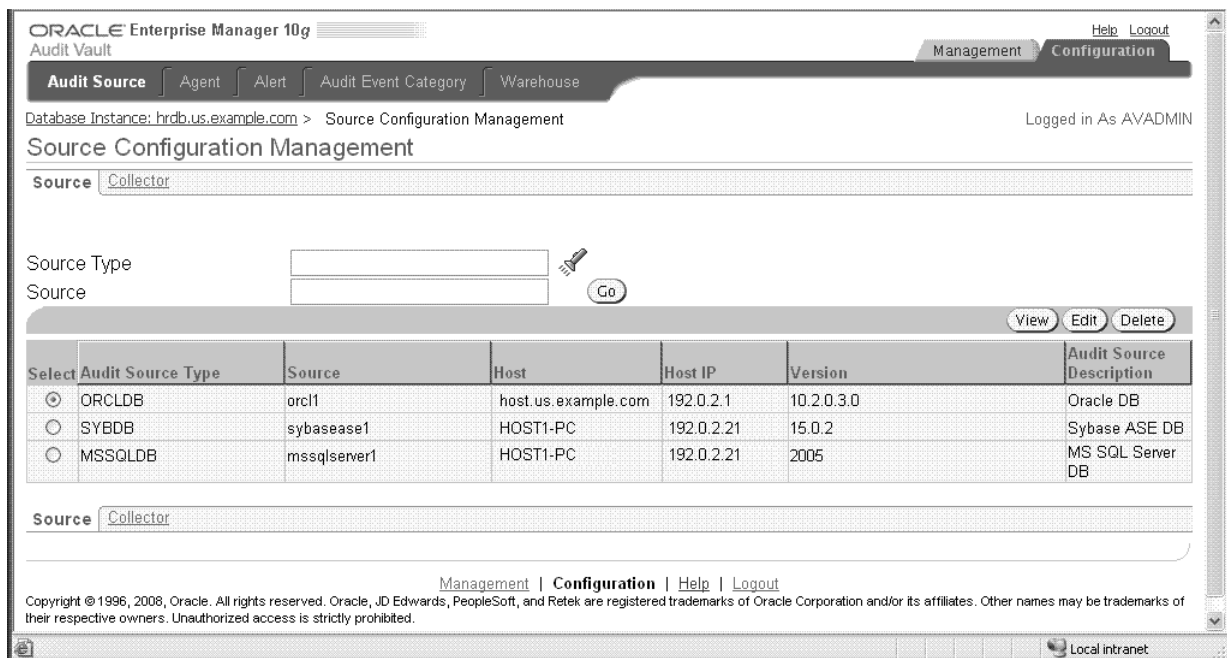 ORACLE Enterprise Manager 10g
Audit Vault
Help Logout
Management Configuration
Audit Source Agent Alert Audit Event Category Warehouse
Database Instance: hrdb.us.example.com > Source Configuration Management
Logged in As AVADMIN
Source Configuration Management
Source Collector
Source Type
Source Go
View Edit Delete
Select Audit Source Type Source Host Host IP Version Audit Source Description
ORCLDB orcl1 host.us.example.com 192.0.2.1 10.2.0.3.0 Oracle DB
SYBDB sybasease1 HOST1-PC 192.0.2.21 15.0.2 Sybase ASE DB
MSSQLDB mssqlserver1 HOST1-PC 192.0.2.21 2005 MS SQL Server DB
Source Collector
Management | Configuration | Help | Logout
Copyright © 1996, 2008, Oracle. All rights reserved. Oracle, JD Edwards, PeopleSoft, and Retek are registered trademarks of Oracle Corporation and/or its affiliates. Other names may be trademarks of
their respective owners. Unauthorized access is strictly prohibited.
Local intranet